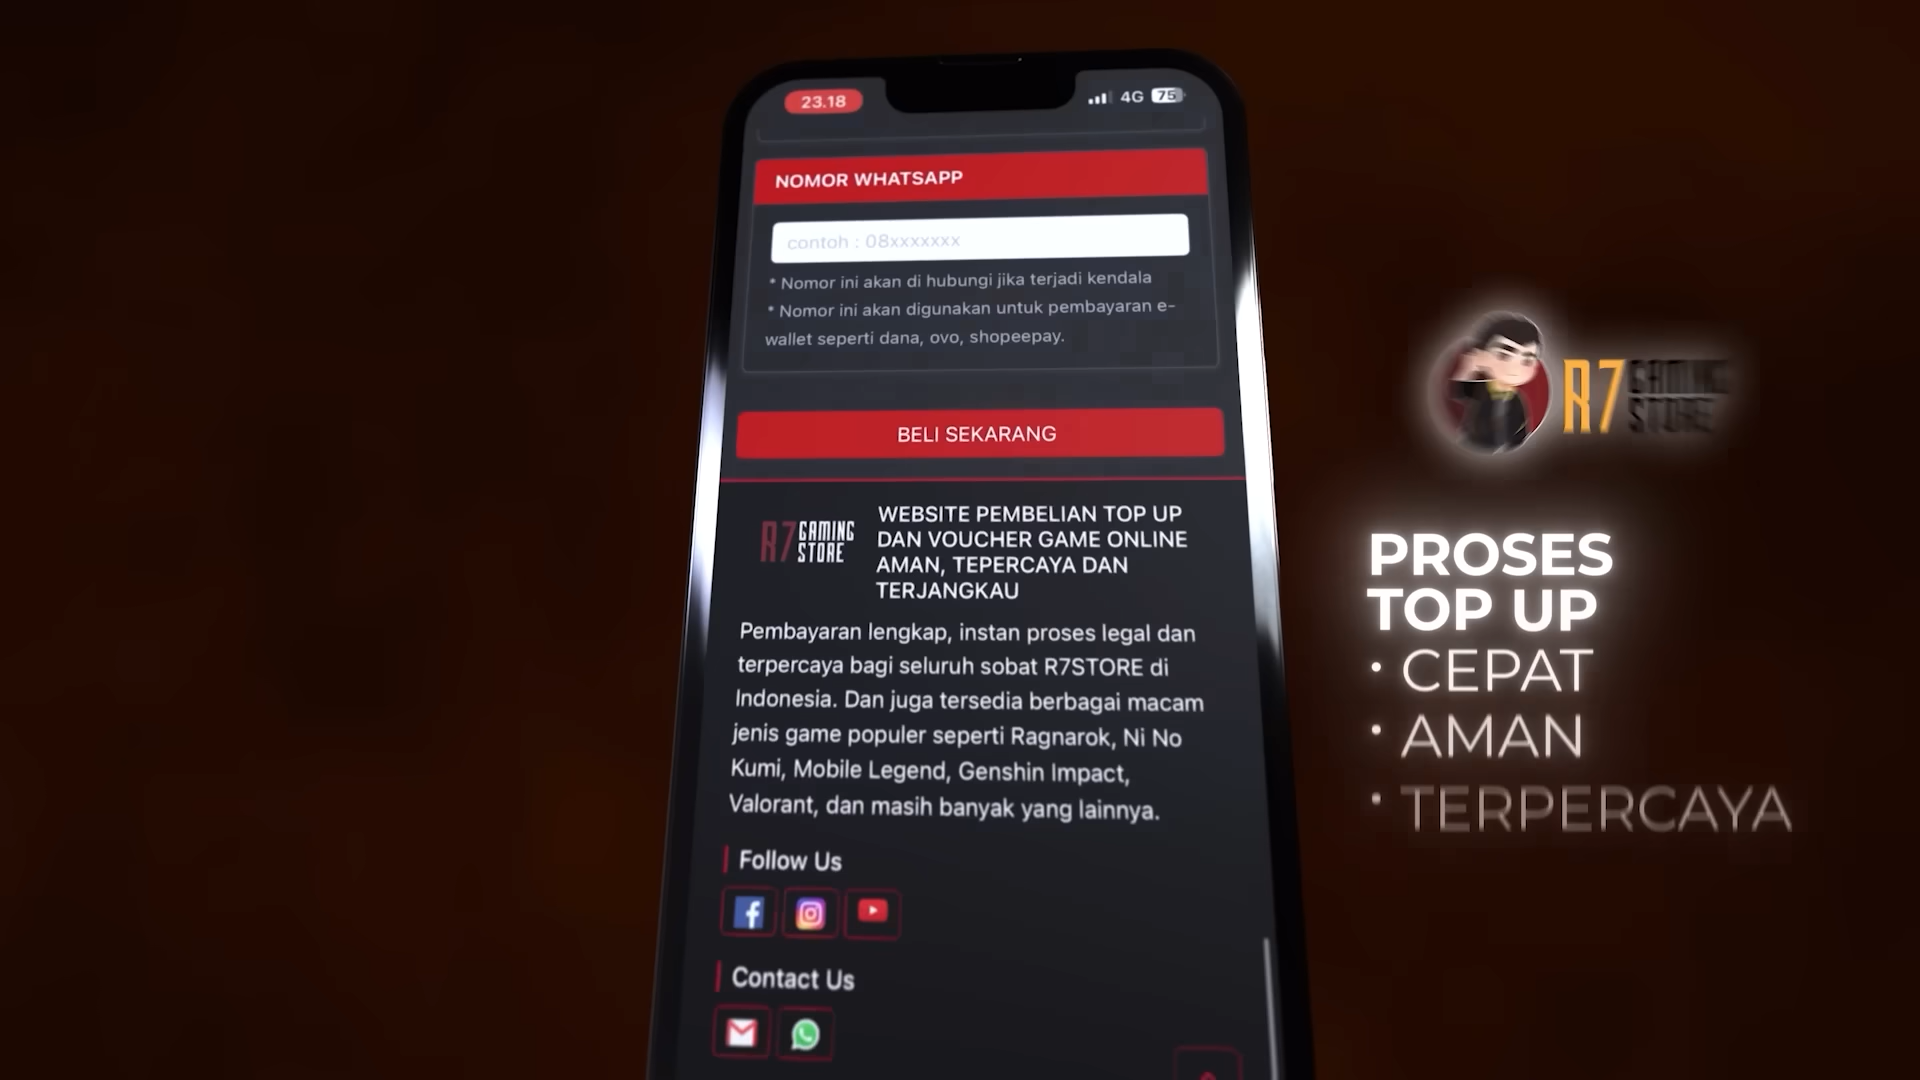 23.18
4G 75
NOMOR WHATSAPP
contoh : 08xxxxxxx
* Nomor ini akan di hubungi jika terjadi kendala
* Nomor ini akan digunakan untuk pembayaran e-
wallet seperti dana, ovo, shopeepay.
BELI SEKARANG
R7 GAMING
STORE
WEBSITE PEMBELIAN TOP UP
DAN VOUCHER GAME ONLINE
AMAN, TEPERCAYA DAN
TERJANGKAU
Pembayaran lengkap, instan proses legal dan
terpercaya bagi seluruh sobat R7STORE di
Indonesia. Dan juga tersedia berbagai macam
jenis game populer seperti Ragnarok, Ni No
Kumi, Mobile Legend, Genshin Impact,
Valorant, dan masih banyak yang lainnya.
Follow Us
Contact Us
R7 GAMING
STORE
PROSES
TOP UP
• CEPAT
• AMAN
• TERPERCAYA